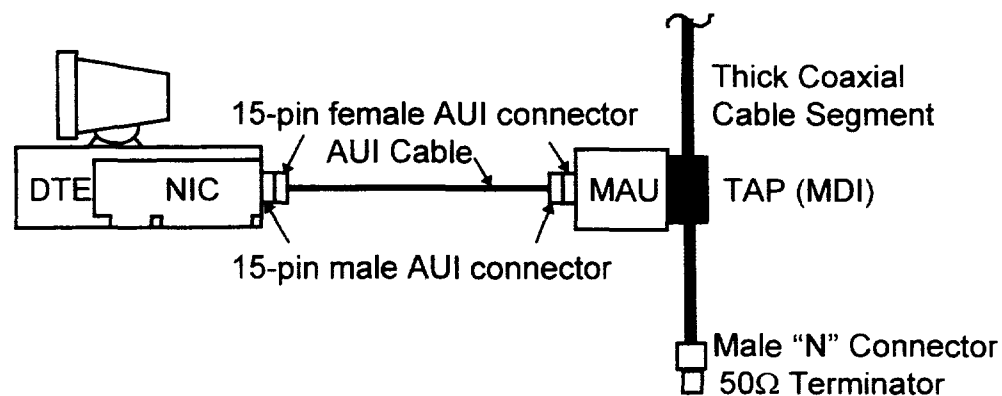 Thick Coaxial
Cable Segment
15-pin female AUI connector
AUI Cable
DTE
NIC
MAU
TAP (MDI)
15-pin male AUI connector
Male “N” Connector
50Ω Terminator